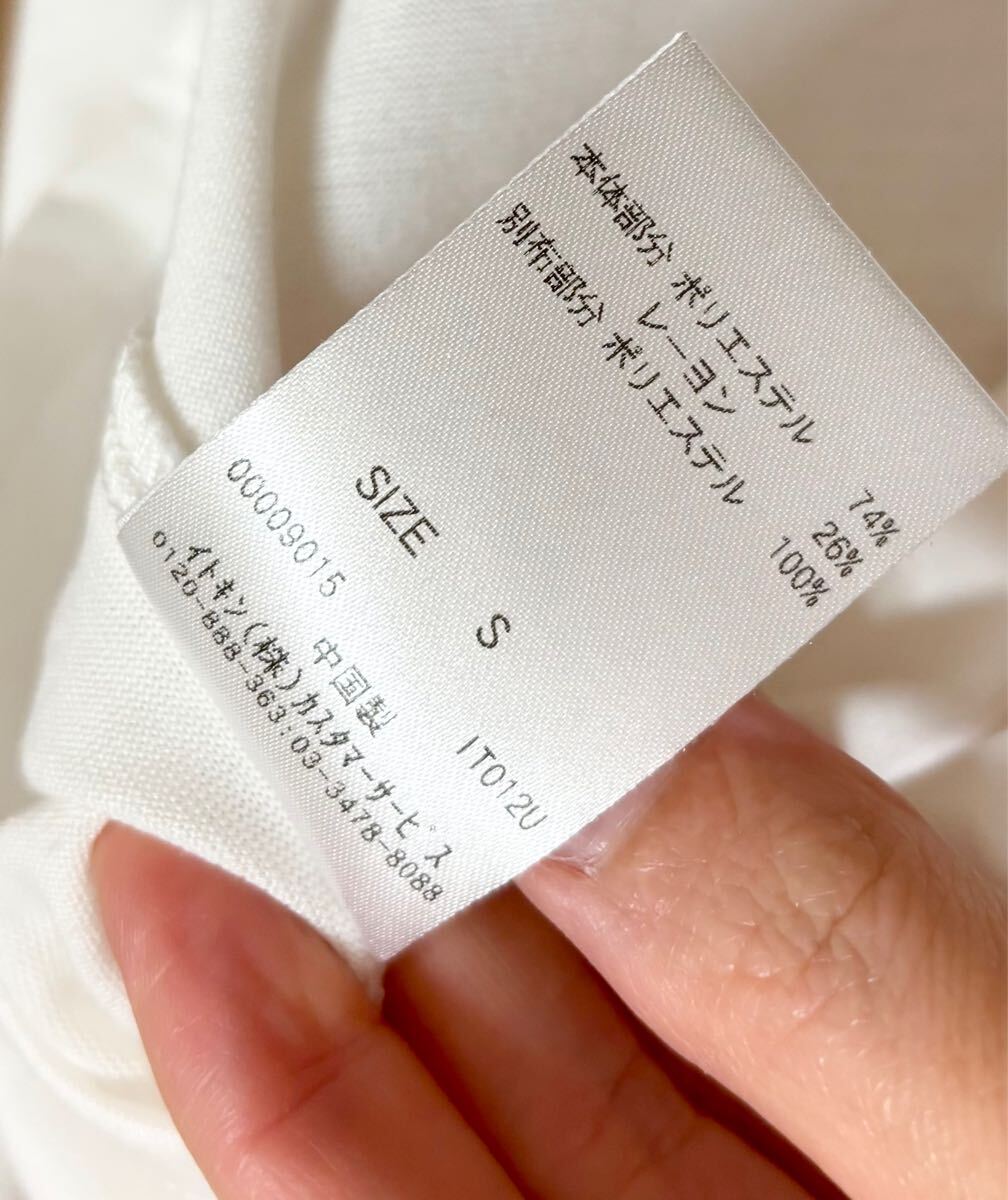 本体部分 ポリエステル 74%
レーヨン 26%
別布部分 ポリエステル 100%
SIZE S
00009015 中国製 IT012U
イトキン(株)カスタマーサービス
0120-888-363:03-3478-8088